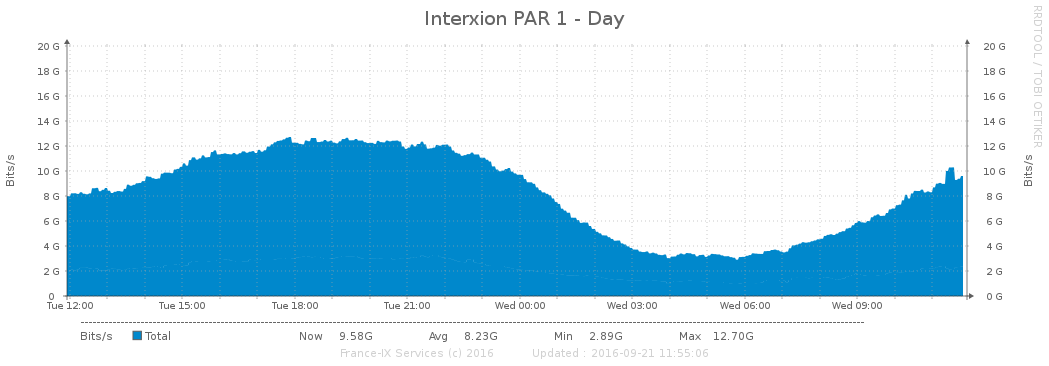 Interxion PAR 1 - Day
RRDTOOL / TOBI OETIKER
Bits/s
20 G 20 G
18 G 18 G
16 G 16 G
14 G 14 G
12 G 12 G
10 G 10 G
8 G 8 G
6 G 6 G
4 G 4 G
2 G 2 G
0 0 G
Bits/s
Tue 12:00 Tue 15:00 Tue 18:00 Tue 21:00 Wed 00:00 Wed 03:00 Wed 06:00 Wed 09:00
Bits/s Total Now 9.58G Avg 8.23G Min 2.89G Max 12.70G
France-IX Services (c) 2016 Updated : 2016-09-21 11:55:06